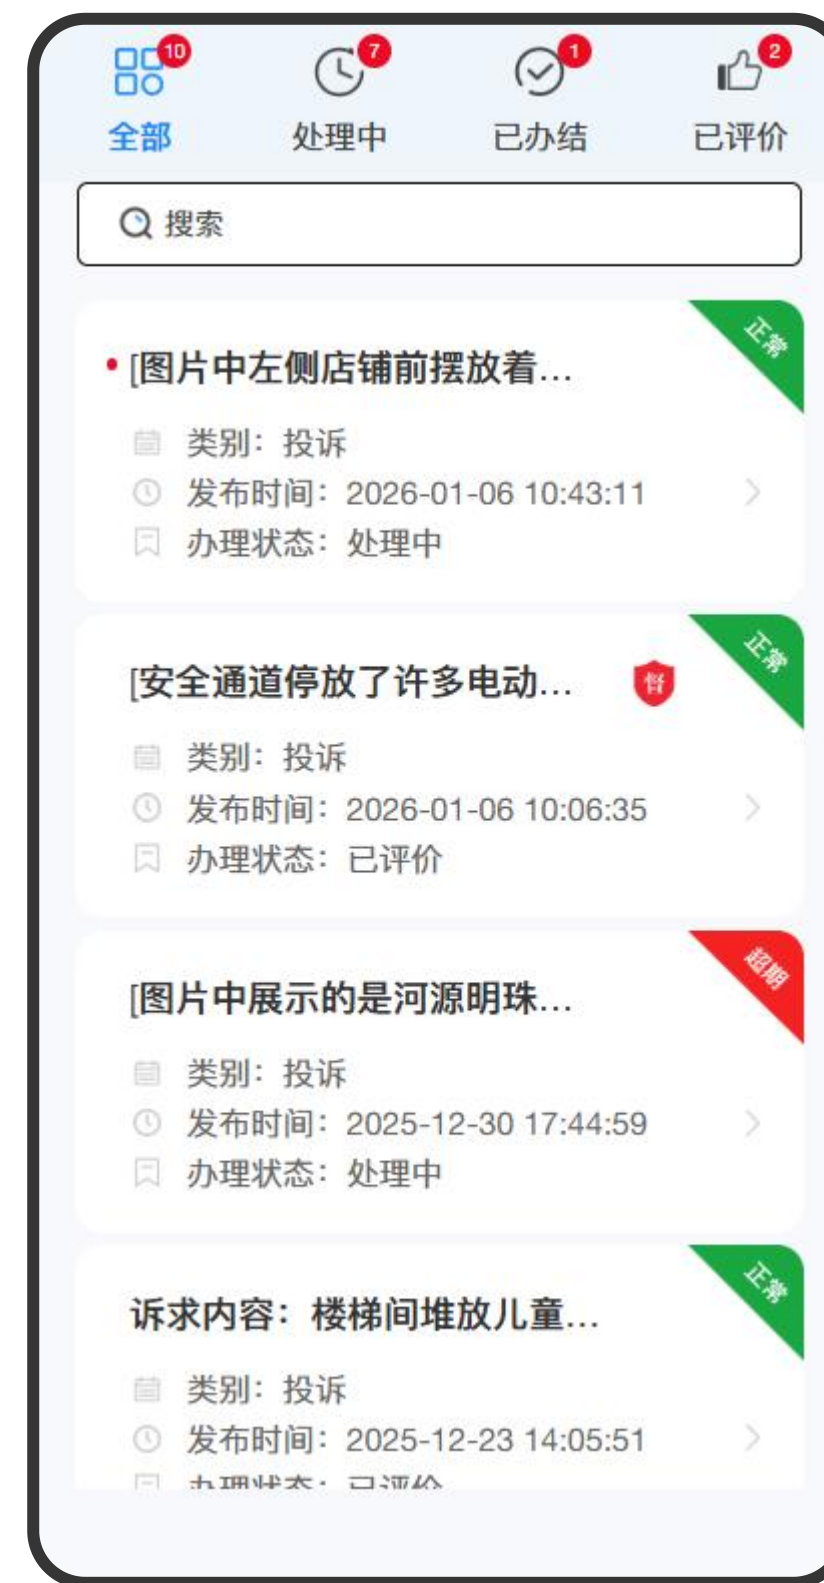 10
7
1
2
全部
处理中
已办结
已评价
搜索
正常
[图片中左侧店铺前摆放着...
类别：投诉
发布时间：2026-01-06 10:43:11
办理状态：处理中
正常
[安全通道停放了许多电动...
督
类别：投诉
发布时间：2026-01-06 10:06:35
办理状态：已评价
超期
[图片中展示的是河源明珠...
类别：投诉
发布时间：2025-12-30 17:44:59
办理状态：处理中
正常
诉求内容：楼梯间堆放儿童...
类别：投诉
发布时间：2025-12-23 14:05:51
办理状态：已评价